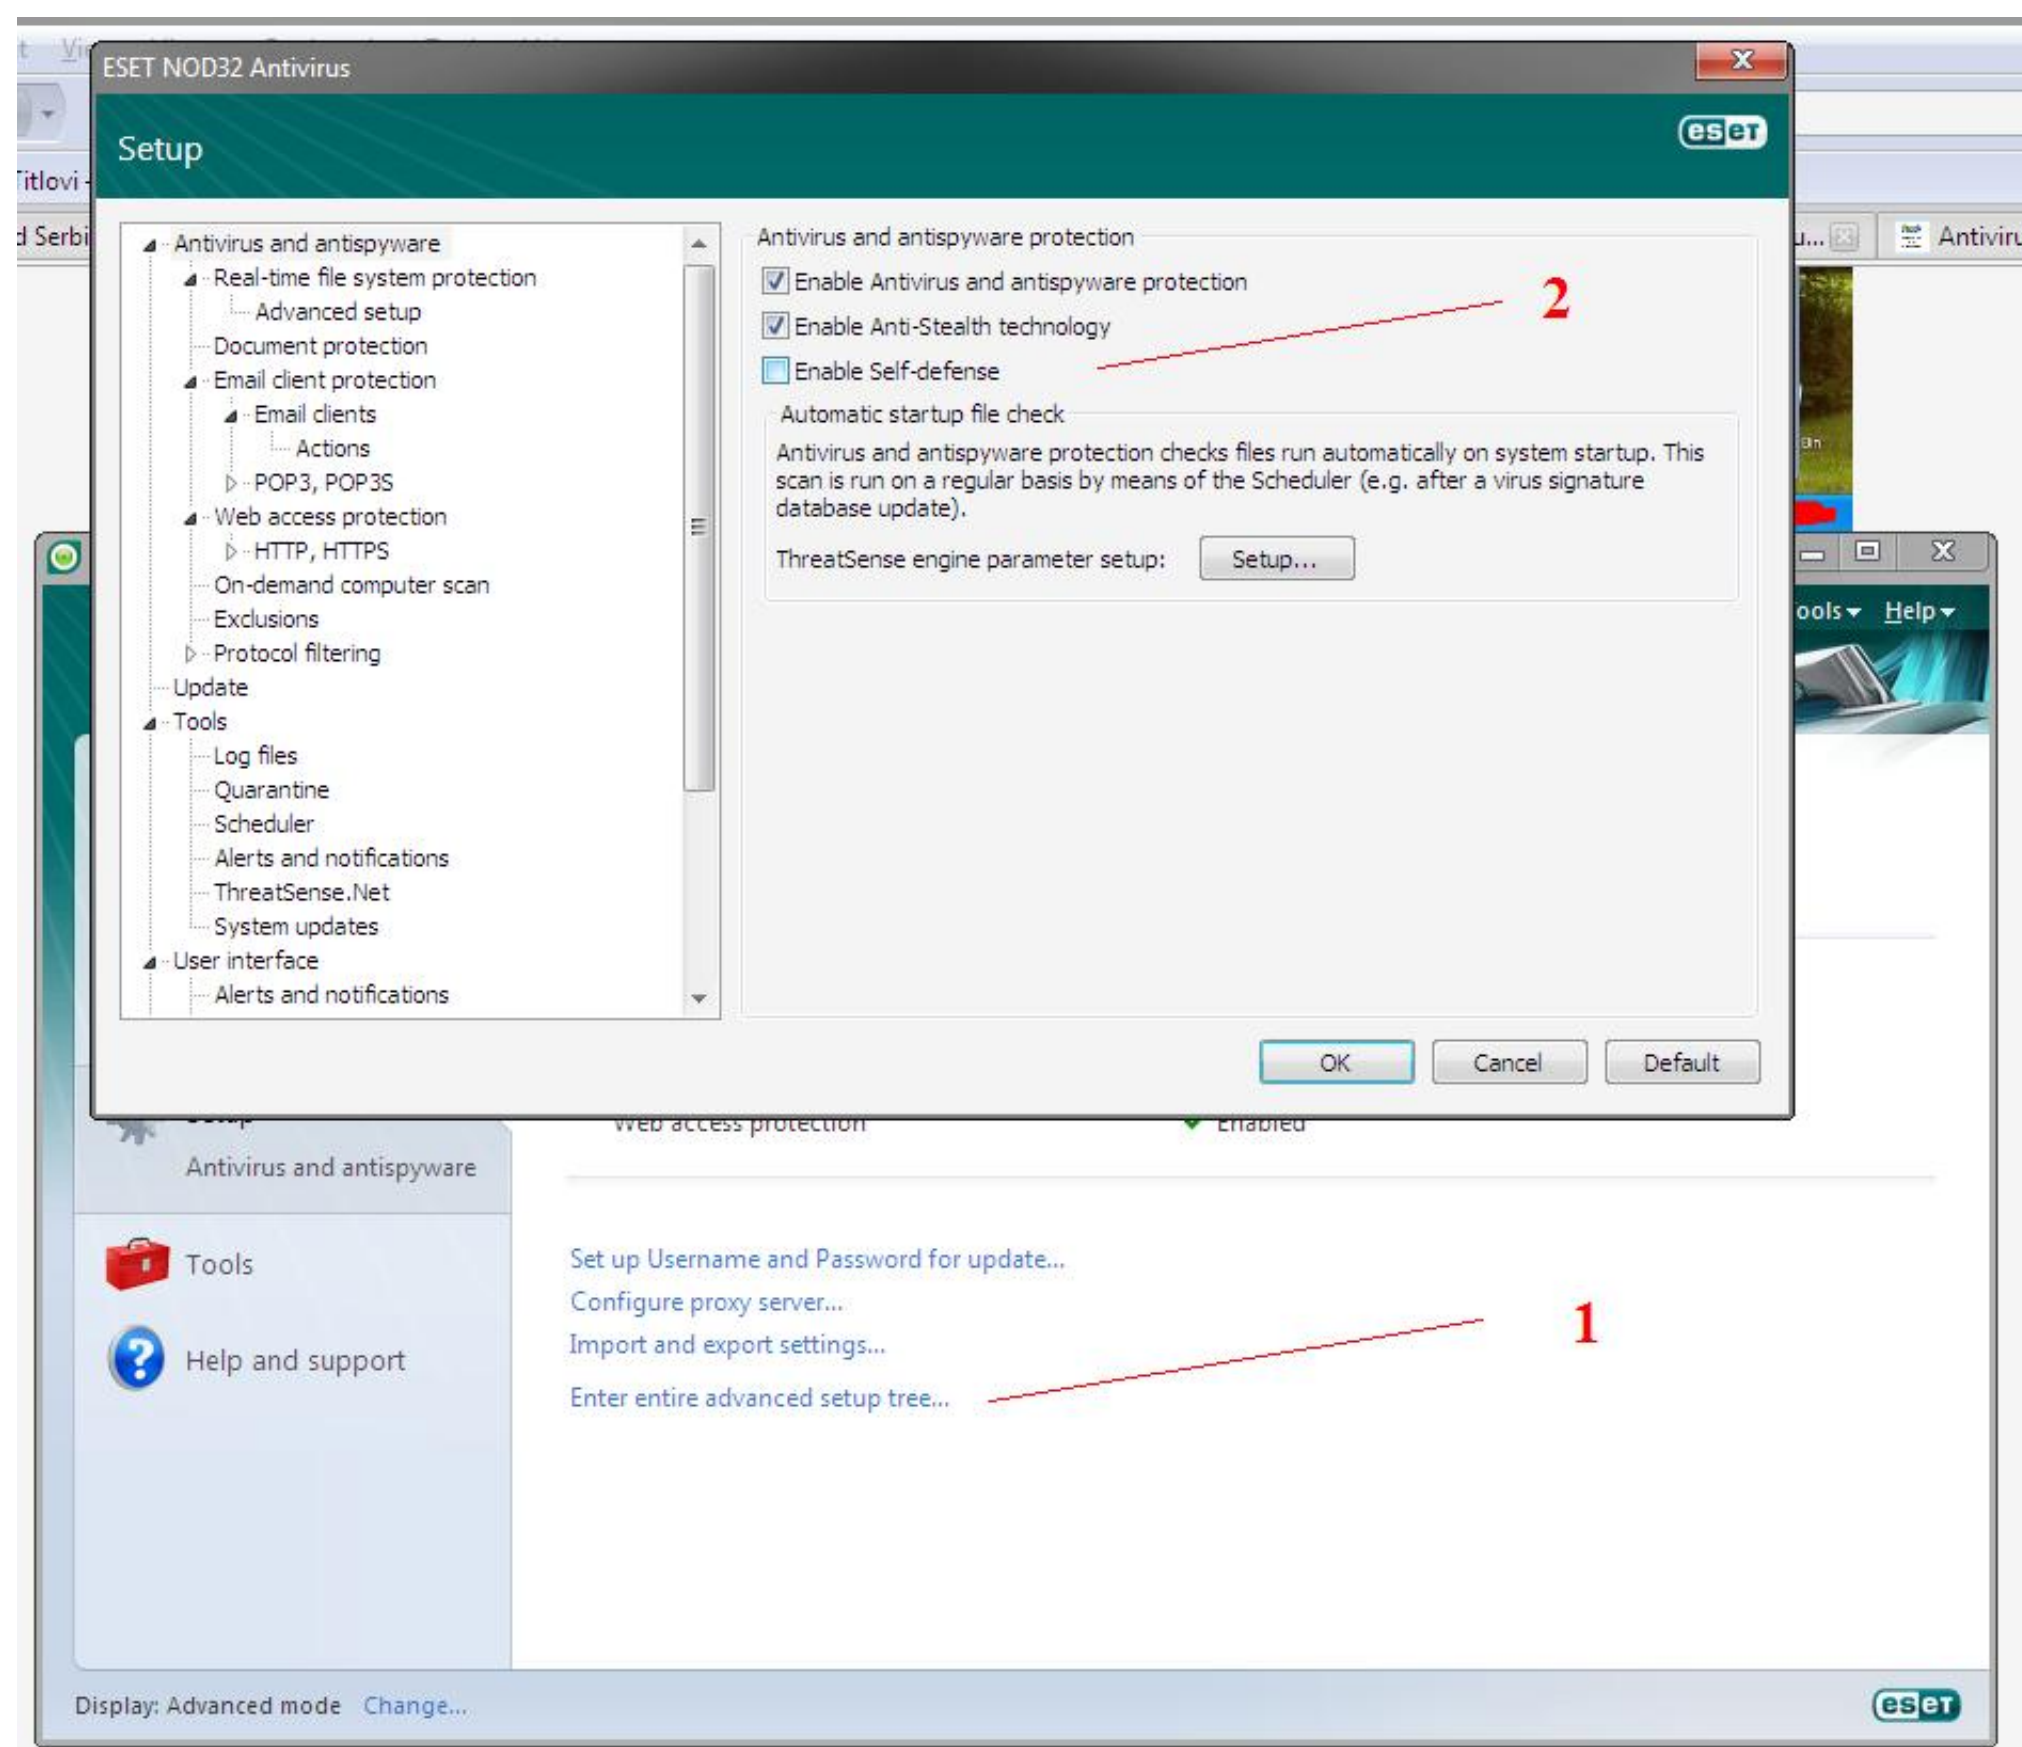 ESET NOD32 Antivirus
Setup
eset
Titlovi -
d Serbi
Antivirus and antispyware
Real-time file system protection
Advanced setup
Document protection
Email client protection
Email clients
Actions
POP3, POP3S
Web access protection
HTTP, HTTPS
On-demand computer scan
Exclusions
Protocol filtering
Update
Tools
Log files
Quarantine
Scheduler
Alerts and notifications
ThreatSense.Net
System updates
User interface
Alerts and notifications
Antivirus and antispyware protection
Enable Antivirus and antispyware protection
Enable Anti-Stealth technology
Enable Self-defense
2
Automatic startup file check
Antivirus and antispyware protection checks files run automatically on system startup. This
scan is run on a regular basis by means of the Scheduler (e.g. after a virus signature
database update).
ThreatSense engine parameter setup: Setup...
OK Cancel Default
u... Antiviru
Bin
ools Help
Setup
Antivirus and antispyware
Tools
Help and support
Web access protection Enabled
Set up Username and Password for update...
Configure proxy server...
Import and export settings...
Enter entire advanced setup tree...
1
Display: Advanced mode Change...
eset